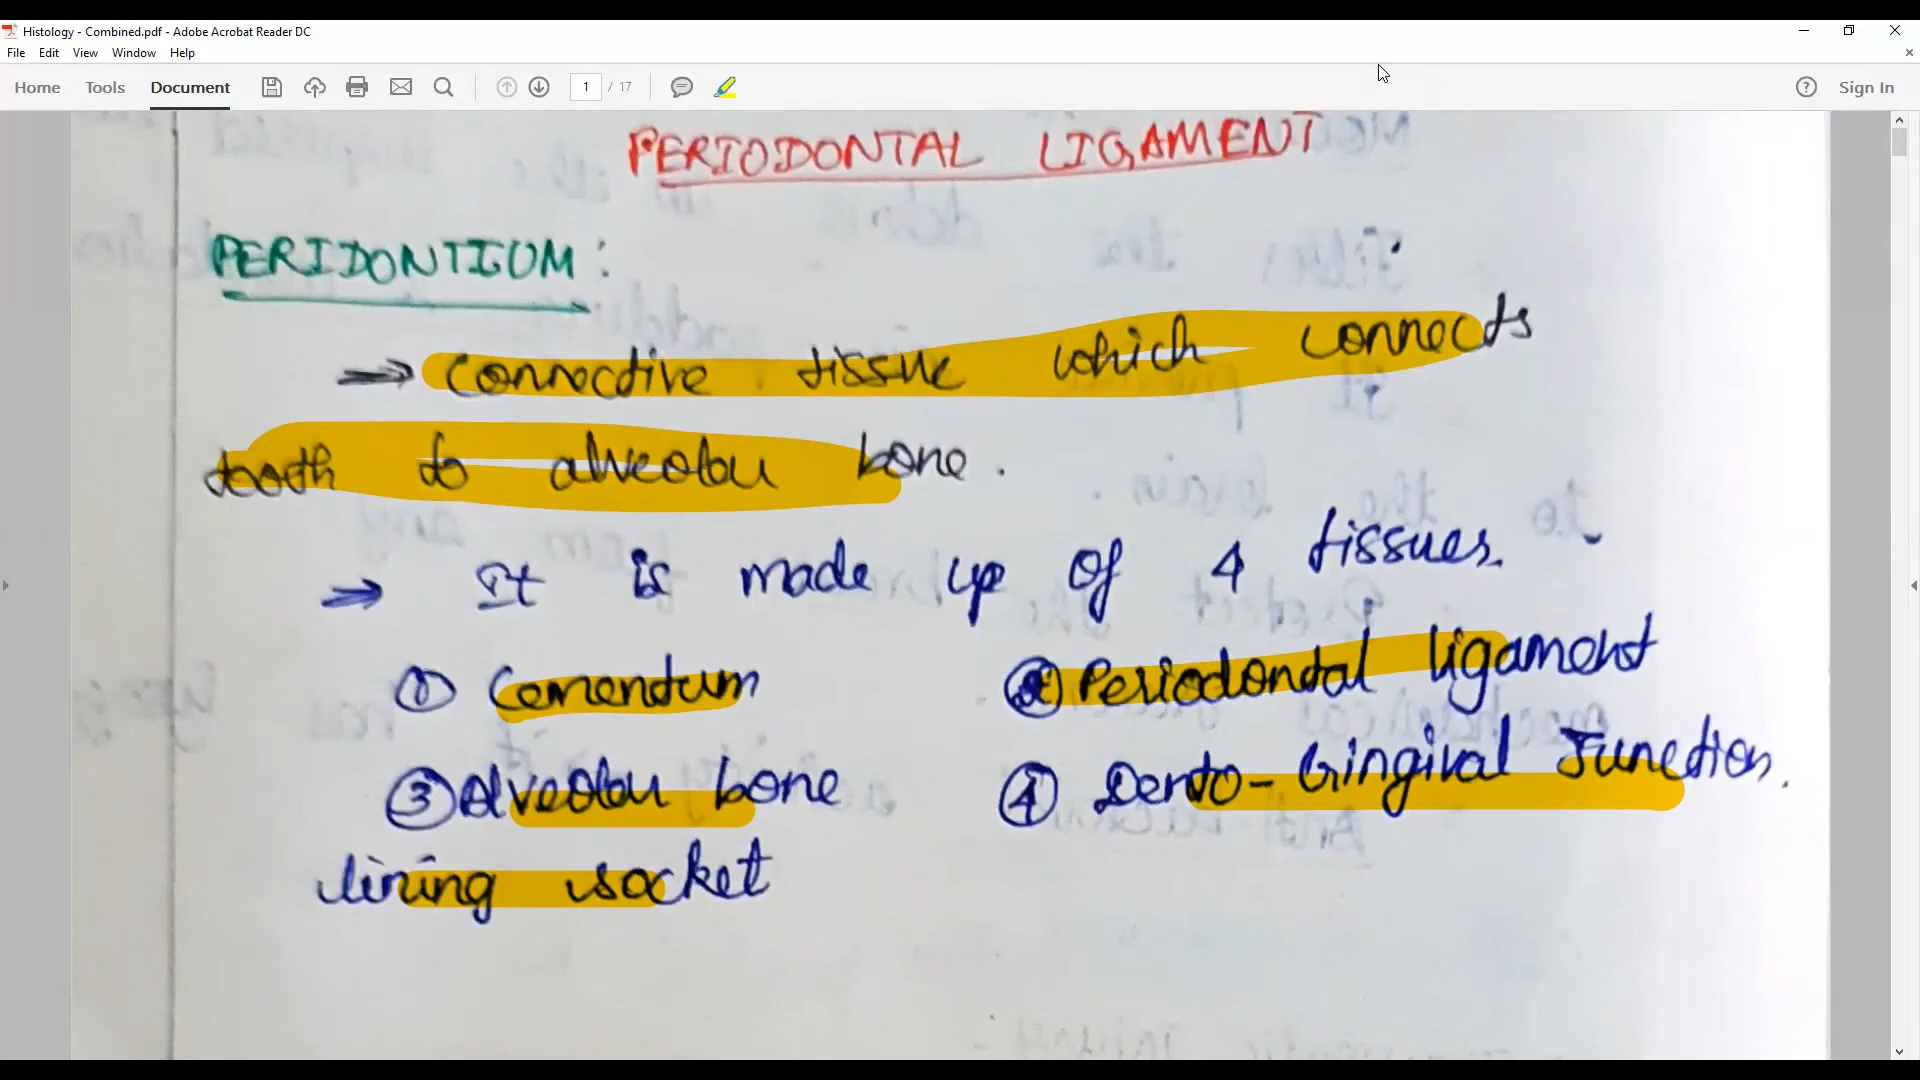 Histology - Combined.pdf - Adobe Acrobat Reader DC
File Edit View Window Help
Home Tools Document 1 / 17 Sign In
PERIODONTAL LIGAMENT
PERIDONTIUM :
→ Connective tissue which connects
tooth to alveolar bone.
→ It is made up of 4 tissues.
① Cementum ② Periodontal ligament
③ Alveolar bone ④ Dento-Gingival Junction.
lining socket